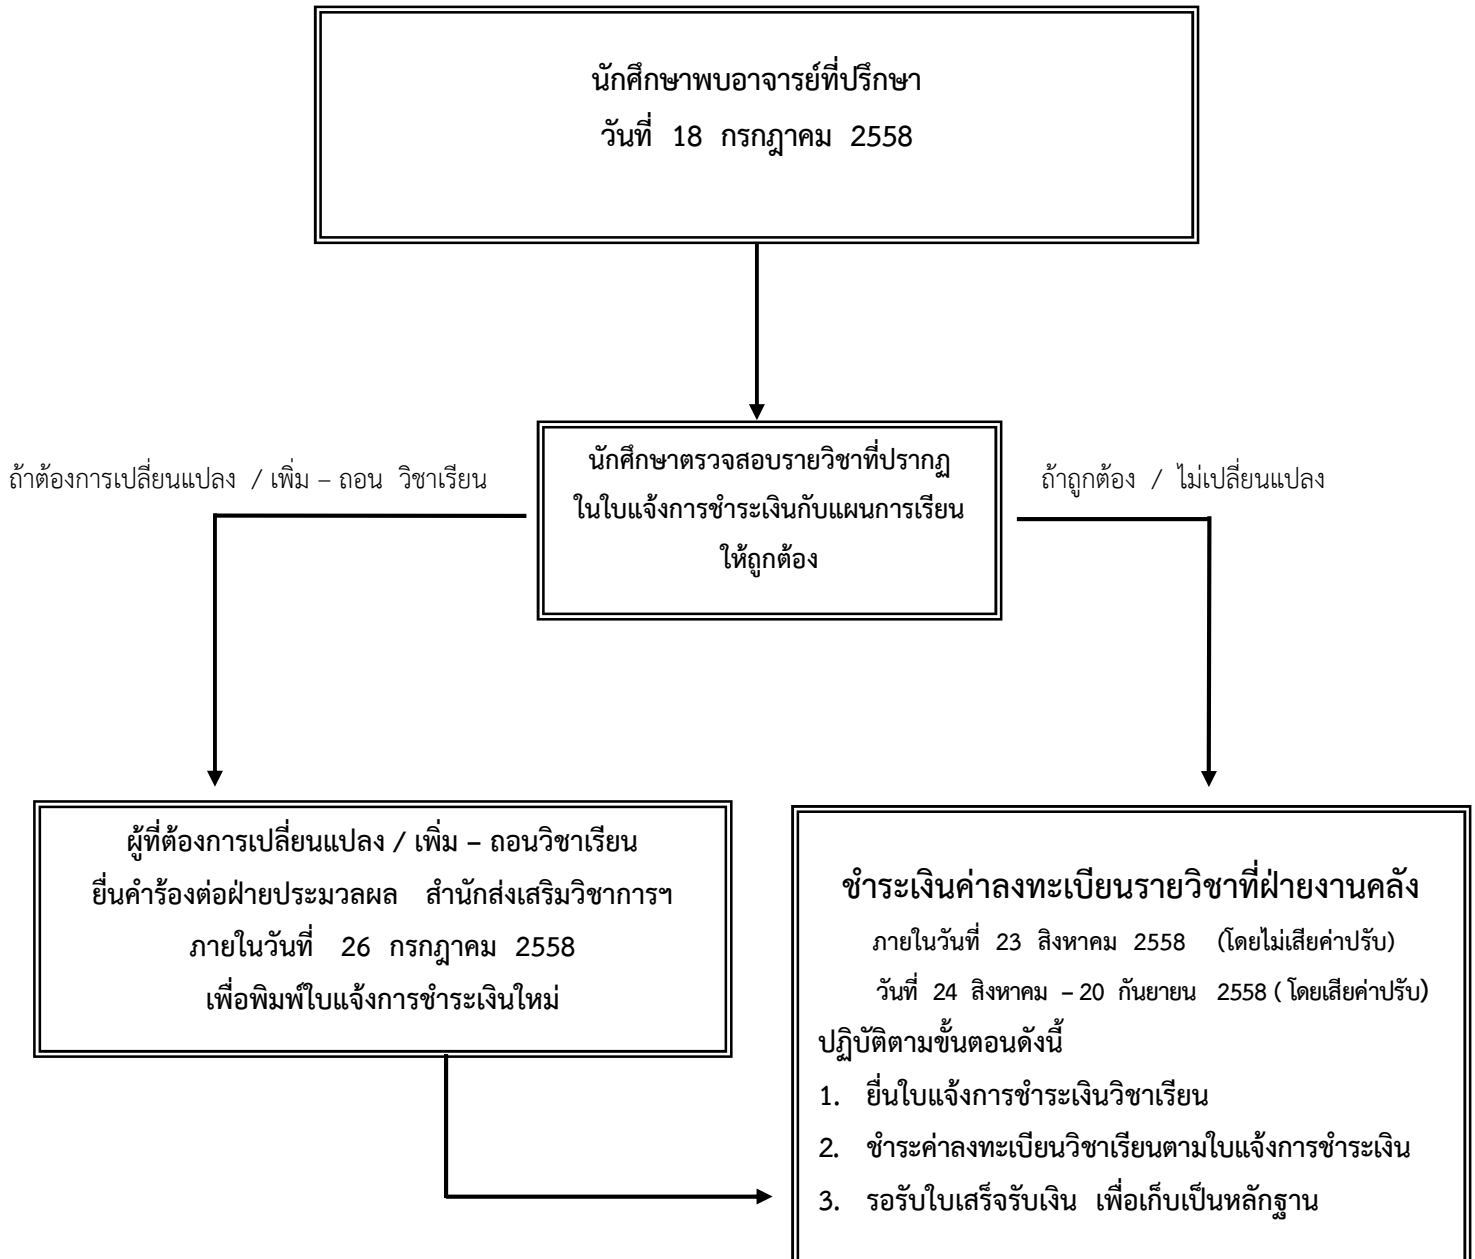 นักศึกษาพบอาจารย์ที่ปรึกษา
วันที่ 18 กรกฎาคม 2558
นักศึกษาตรวจสอบรายวิชาที่ปรากฏ
ในใบแจ้งการชำระเงินกับแผนการเรียน
ให้ถูกต้อง
ถ้าต้องการเปลี่ยนแปลง / เพิ่ม – ถอน วิชาเรียน
ถ้าถูกต้อง / ไม่เปลี่ยนแปลง
ผู้ที่ต้องการเปลี่ยนแปลง / เพิ่ม – ถอนวิชาเรียน
ยื่นคำร้องต่อฝ่ายประมวลผล สำนักส่งเสริมวิชาการฯ
ภายในวันที่ 26 กรกฎาคม 2558
เพื่อพิมพ์ใบแจ้งการชำระเงินใหม่
ชำระเงินค่าลงทะเบียนรายวิชาที่ฝ่ายงานคลัง
ภายในวันที่ 23 สิงหาคม 2558 (โดยไม่เสียค่าปรับ)
วันที่ 24 สิงหาคม – 20 กันยายน 2558 ( โดยเสียค่าปรับ)
ปฏิบัติตามขั้นตอนดังนี้
1. ยื่นใบแจ้งการชำระเงินวิชาเรียน
2. ชำระค่าลงทะเบียนวิชาเรียนตามใบแจ้งการชำระเงิน
3. รอรับใบเสร็จรับเงิน เพื่อเก็บเป็นหลักฐาน